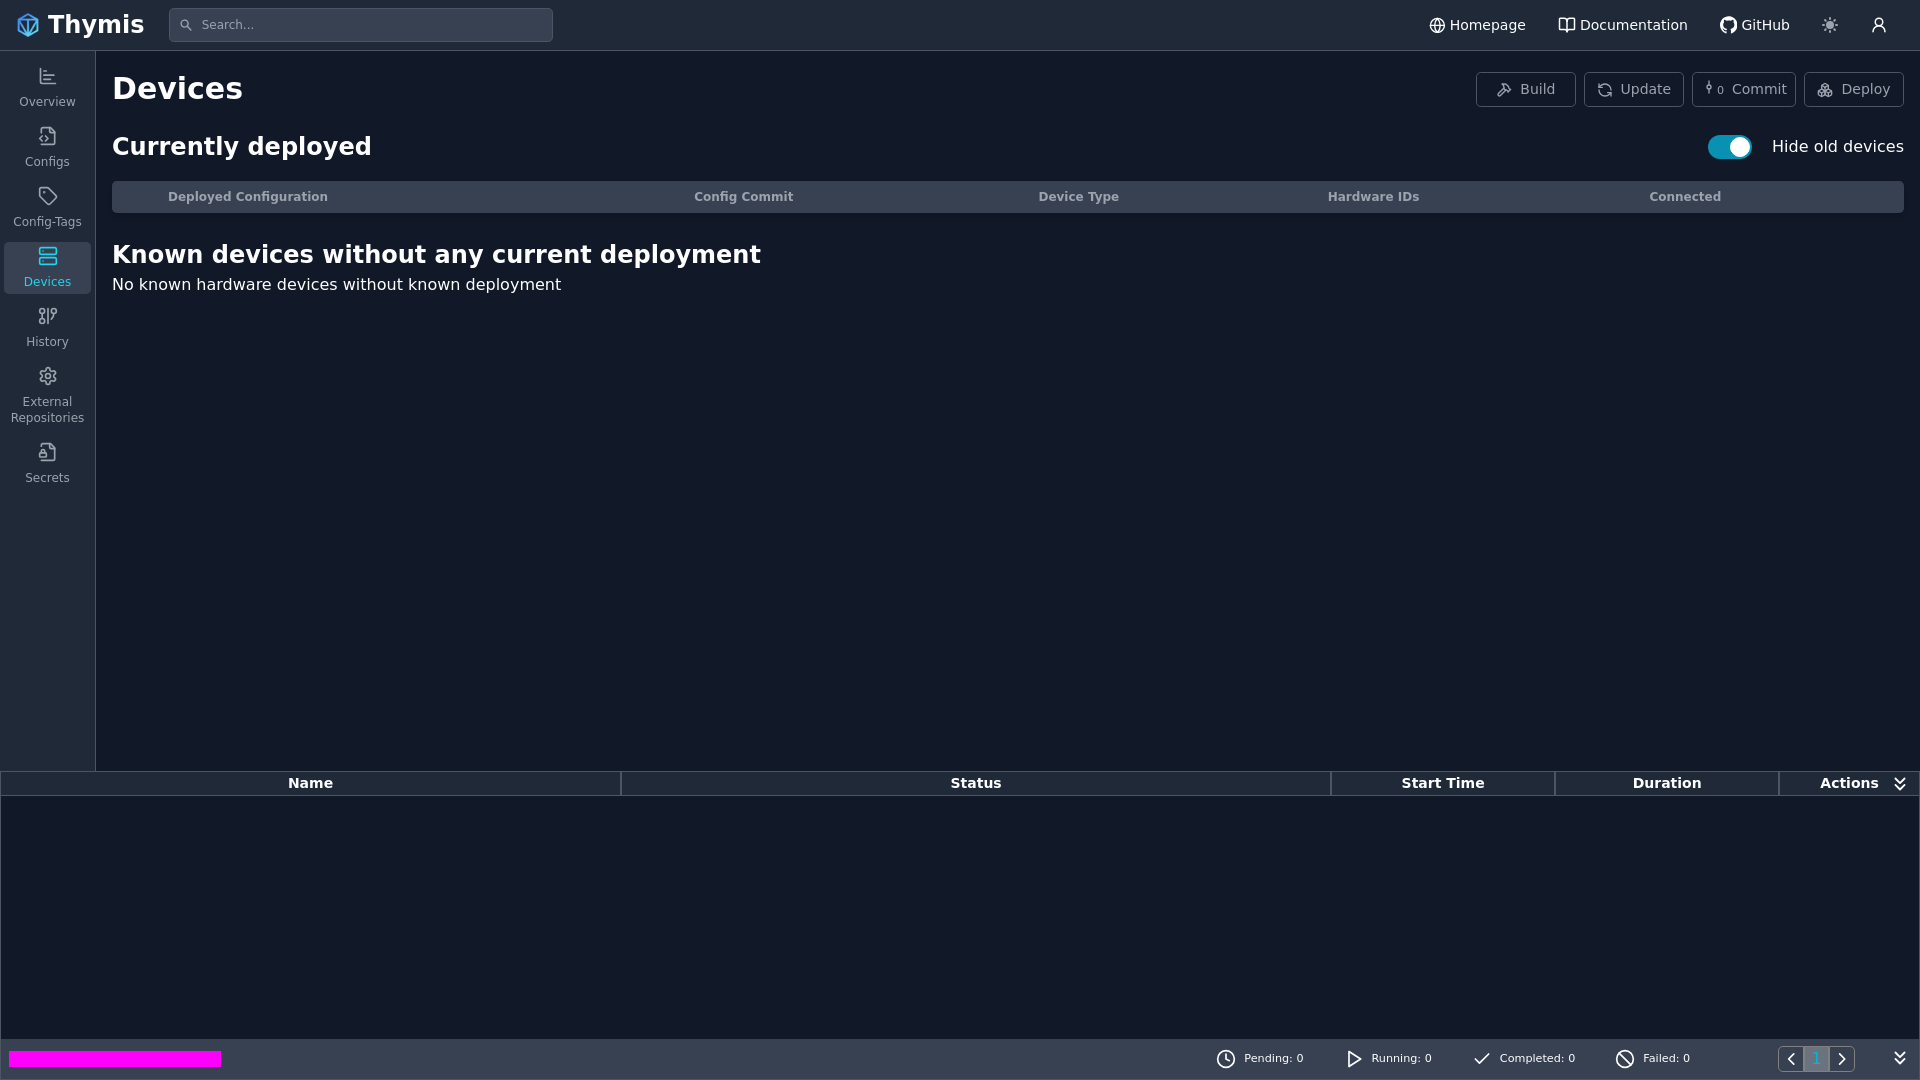 Thymis
Search...
Homepage
Documentation
GitHub
Overview
Configs
Config-Tags
Devices
History
External
Repositories
Secrets
Devices
Build
Update
0 Commit
Deploy
Currently deployed
Hide old devices
Deployed Configuration
Config Commit
Device Type
Hardware IDs
Connected
Known devices without any current deployment
No known hardware devices without known deployment
Name
Status
Start Time
Duration
Actions
Pending: 0
Running: 0
Completed: 0
Failed: 0
1